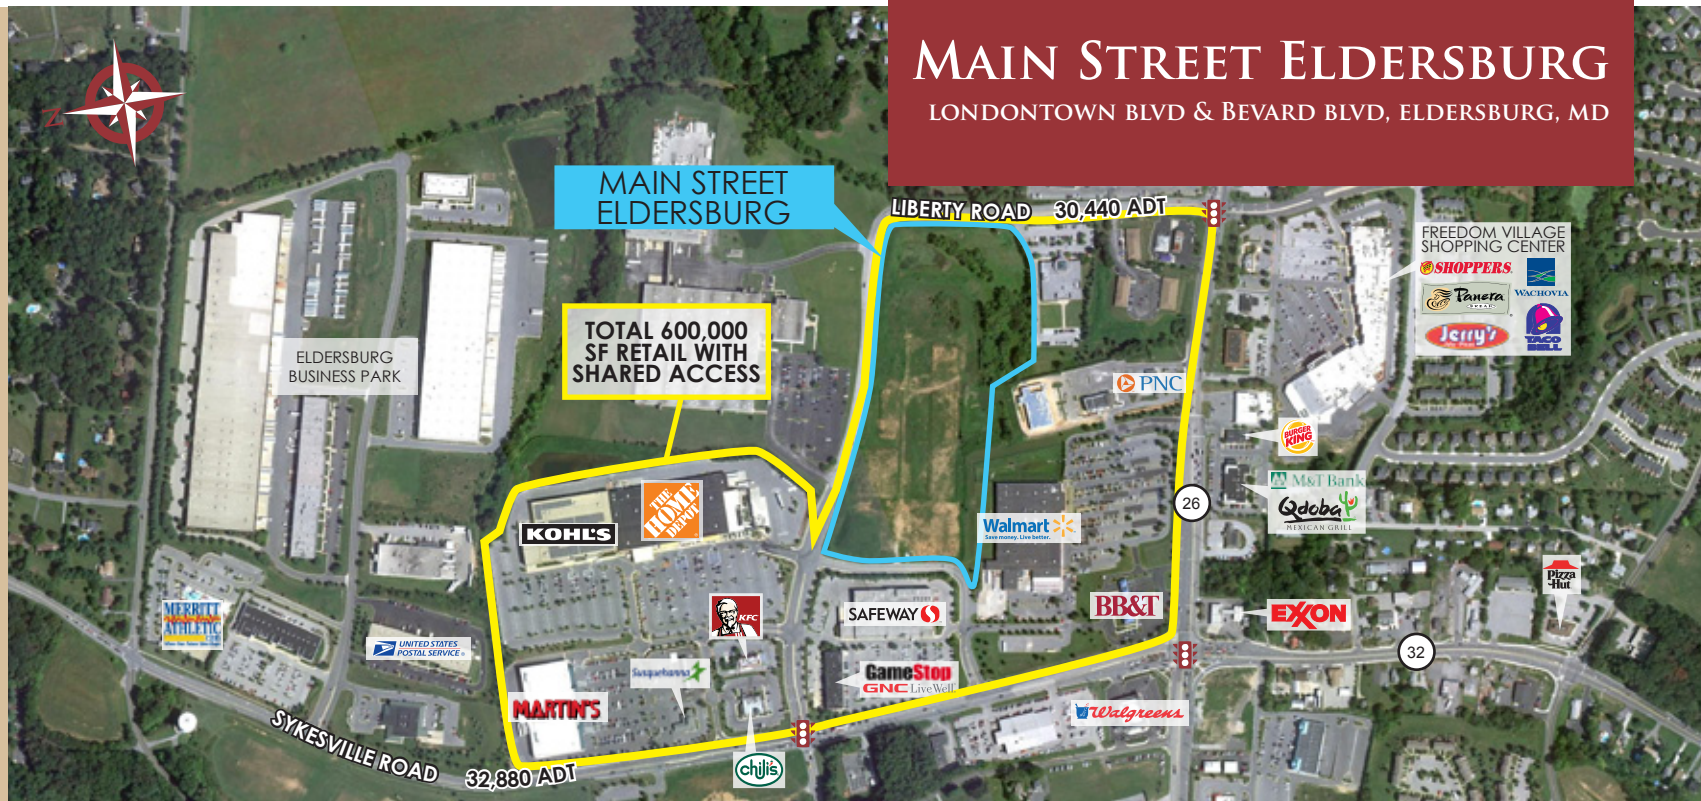 MAIN STREET ELDERSBURG
LONDONTOWN BLVD & BEVARD BLVD, ELDERSBURG, MD
N
MAIN STREET
ELDERSBURG
LIBERTY ROAD 30,440 ADT
FREEDOM VILLAGE
SHOPPING CENTER
SHOPPERS
WACHOVIA
Panera
BREAD
Jerry's
TACO
BELL
TOTAL 600,000
SF RETAIL WITH
SHARED ACCESS
ELDERSBURG
BUSINESS PARK
PNC
BURGER
KING
M&T Bank
Qdoba
MEXICAN GRILL
26
THE
HOME
DEPOT
KOHL'S
Walmart
Save money. Live better.
Pizza
Hut
MERRITT
ATHLETIC
UNITED STATES
POSTAL SERVICE
KFC
SAFEWAY
BB&T
EXXON
32
Susquehanna
GameStop
GNC LiveWell
MARTIN'S
Walgreens
SYKESVILLE ROAD
32,880 ADT
chili's